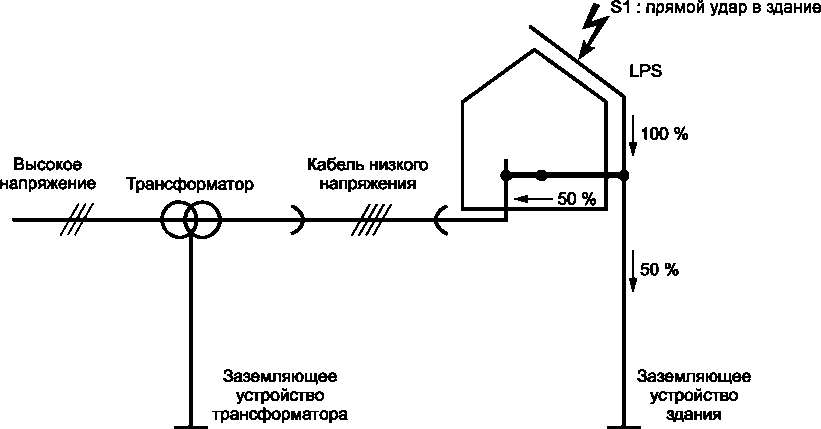 S1 : прямой удар в здание
LPS
100 %
Высокое
напряжение
Трансформатор
Кабель низкого
напряжения
50 %
50 %
Заземляющее
устройство
трансформатора
Заземляющее
устройство
здания